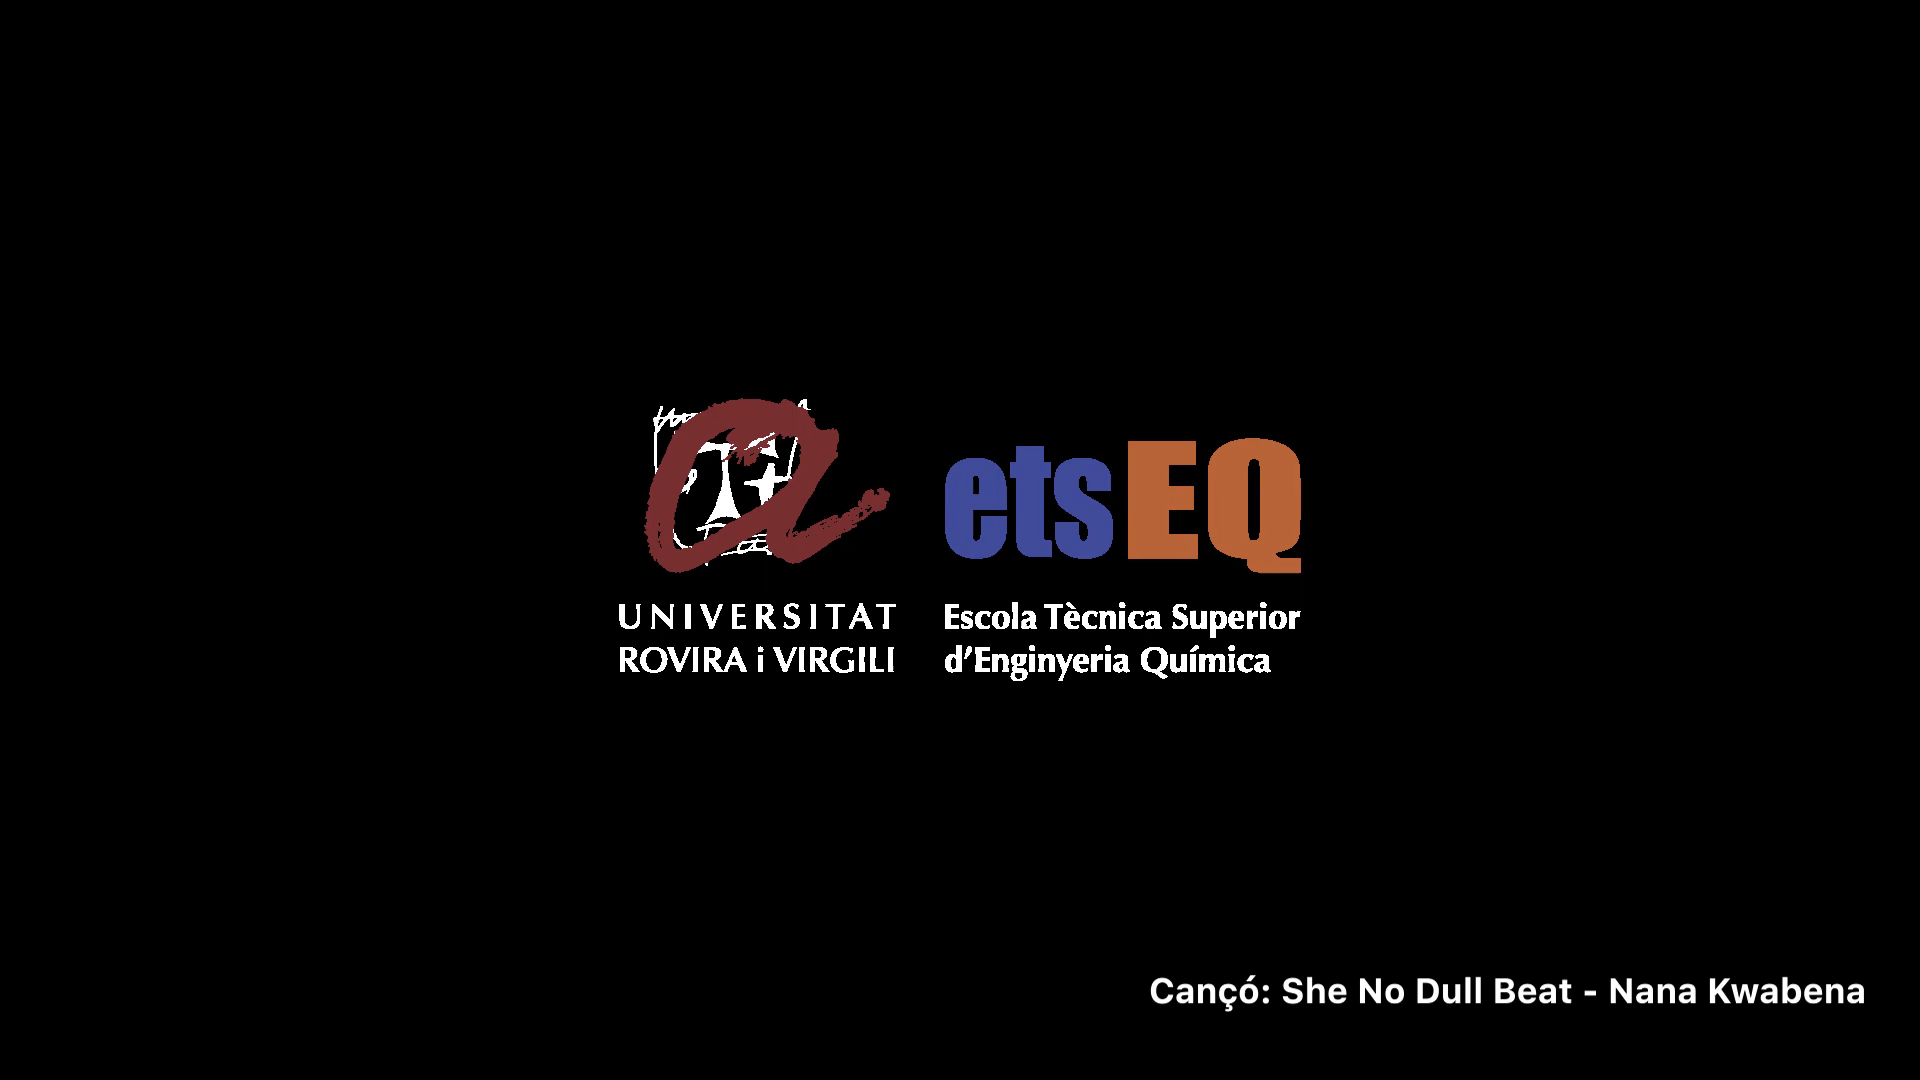 etsEQ
UNIVERSITAT
ROVIRA i VIRGILI
Escola Tècnica Superior
d’Enginyeria Química
Cançó: She No Dull Beat - Nana Kwabena